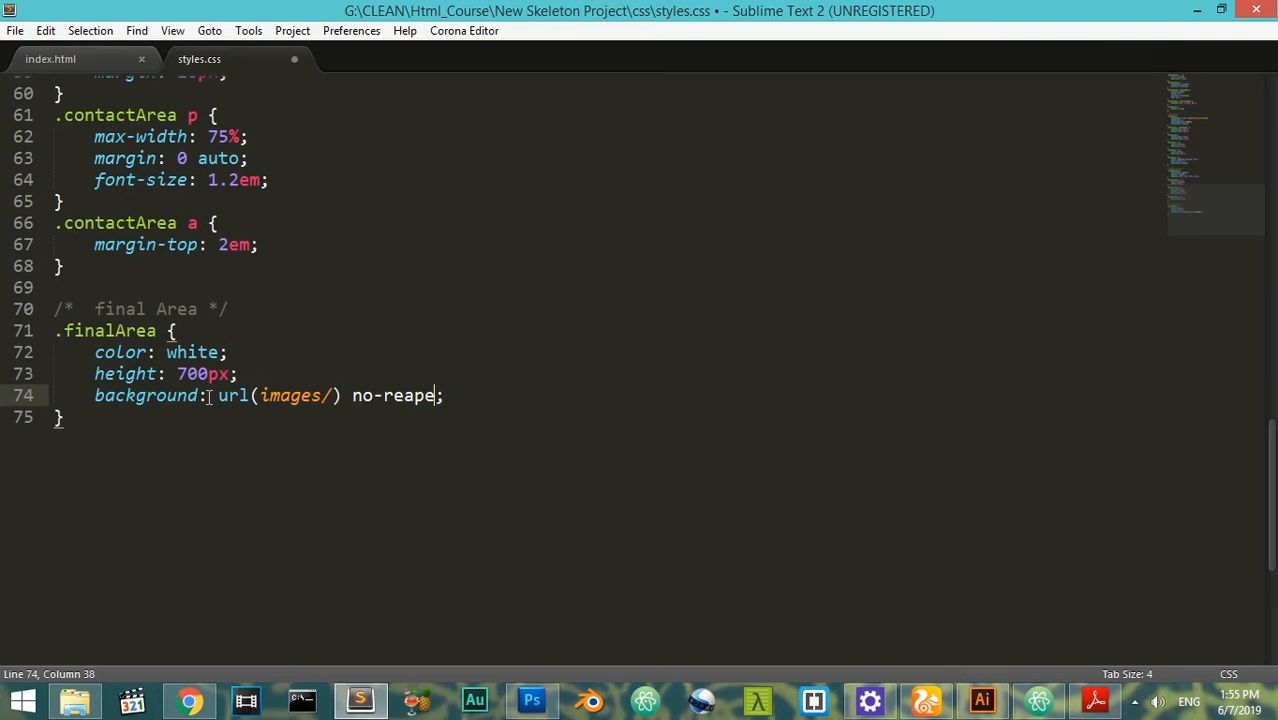 G:\CLEAN\Html_Course\New Skeleton Project\css\styles.css • - Sublime Text 2 (UNREGISTERED)
File Edit Selection Find View Goto Tools Project Preferences Help Corona Editor
index.html × styles.css
60 }
61 .contactArea p {
62 max-width: 75%;
63 margin: 0 auto;
64 font-size: 1.2em;
65 }
66 .contactArea a {
67 margin-top: 2em;
68 }
69
70 /*  final Area */
71 .finalArea {
72 color: white;
73 height: 700px;
74 background: url(images/) no-reape;
75 }
Line 74, Column 38 Tab Size: 4 CSS
321 Au Ps Ai ENG 1:55 PM
6/7/2019